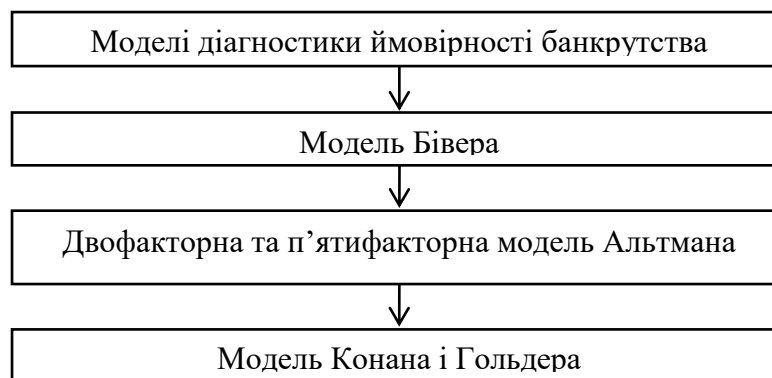 Моделі діагностики ймовірності банкрутства
Модель Бівера
Двофакторна та п’ятифакторна модель Альтмана
Модель Конана і Гольдера